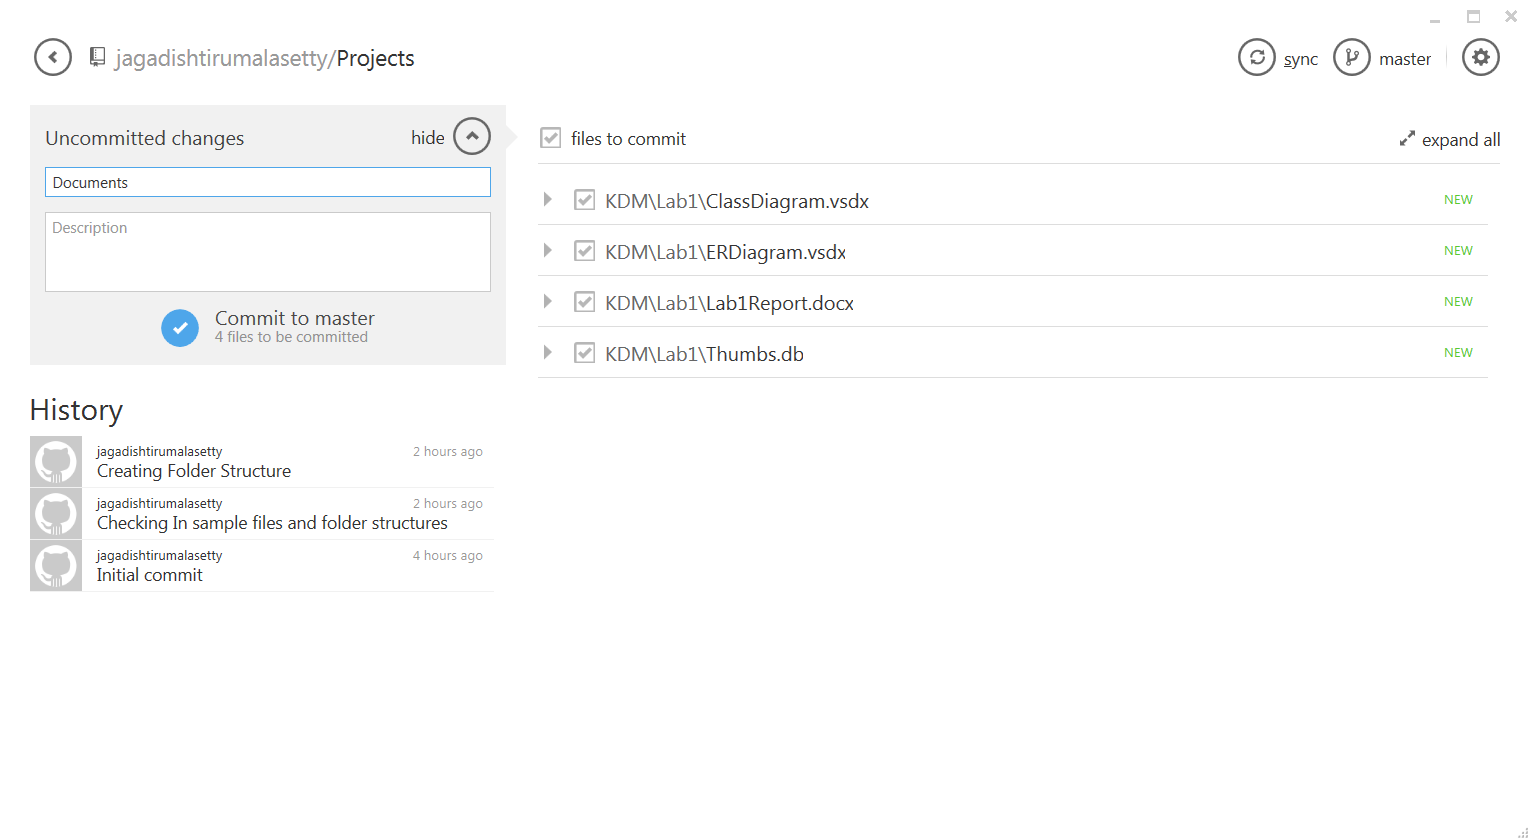 jagadishtirumalasetty/Projects
sync
master
Uncommitted changes
hide
Documents
Description
Commit to master
4 files to be committed
files to commit
expand all
KDM\Lab1\ClassDiagram.vsdx NEW
KDM\Lab1\ERDiagram.vsdx NEW
KDM\Lab1\Lab1Report.docx NEW
KDM\Lab1\Thumbs.db NEW
History
jagadishtirumalasetty 2 hours ago
Creating Folder Structure
jagadishtirumalasetty 2 hours ago
Checking In sample files and folder structures
jagadishtirumalasetty 4 hours ago
Initial commit